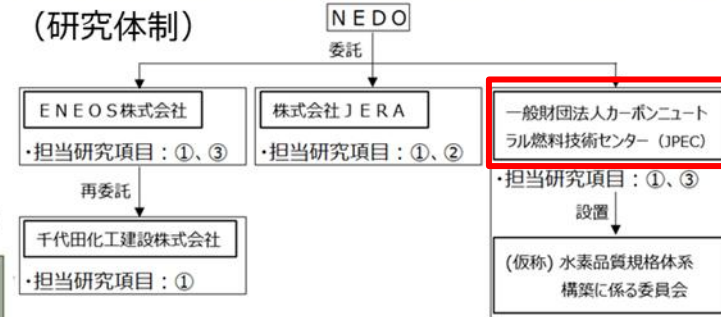 （研究体制）
ＮＥＤＯ
委託
ＥＮＥＯＳ株式会社
・担当研究項目：①、③
再委託
千代田化工建設株式会社
・担当研究項目：①
株式会社ＪＥＲＡ
・担当研究項目：①、②
一般財団法人カーボンニュート
ラル燃料技術センター（JPEC）
・担当研究項目：①、③
設置
(仮称) 水素品質規格体系
構築に係る委員会